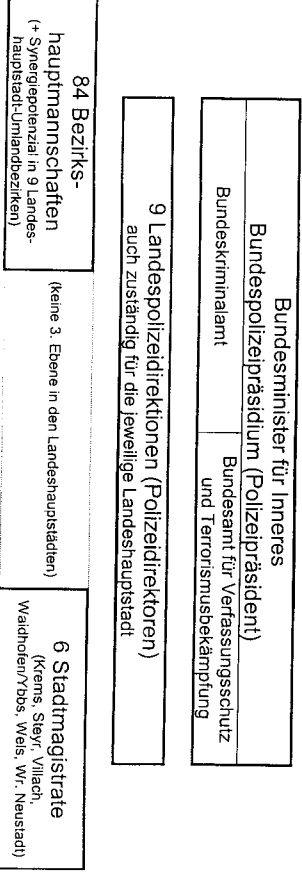 Bundesminister für Inneres
Bundespolizeipräsidium (Polizeipräsident)
Bundeskriminalamt
Bundesamt für Verfassungsschutz
und Terrorismusbekämpfung
9 Landespolizeidirektionen (Polizeidirektoren)
auch zuständig für die jeweilige Landeshauptstadt
84 Bezirks-
hauptmannschaften
(+ Synergiepotenzial in 9 Landes-
hauptstadt-Umlandbezirken)
(keine 3. Ebene in den Landeshauptstädten)
6 Stadtmagistrate
(Krems, Steyr, Villach,
Waidhofen/Ybbs, Wels, Wr. Neustadt)